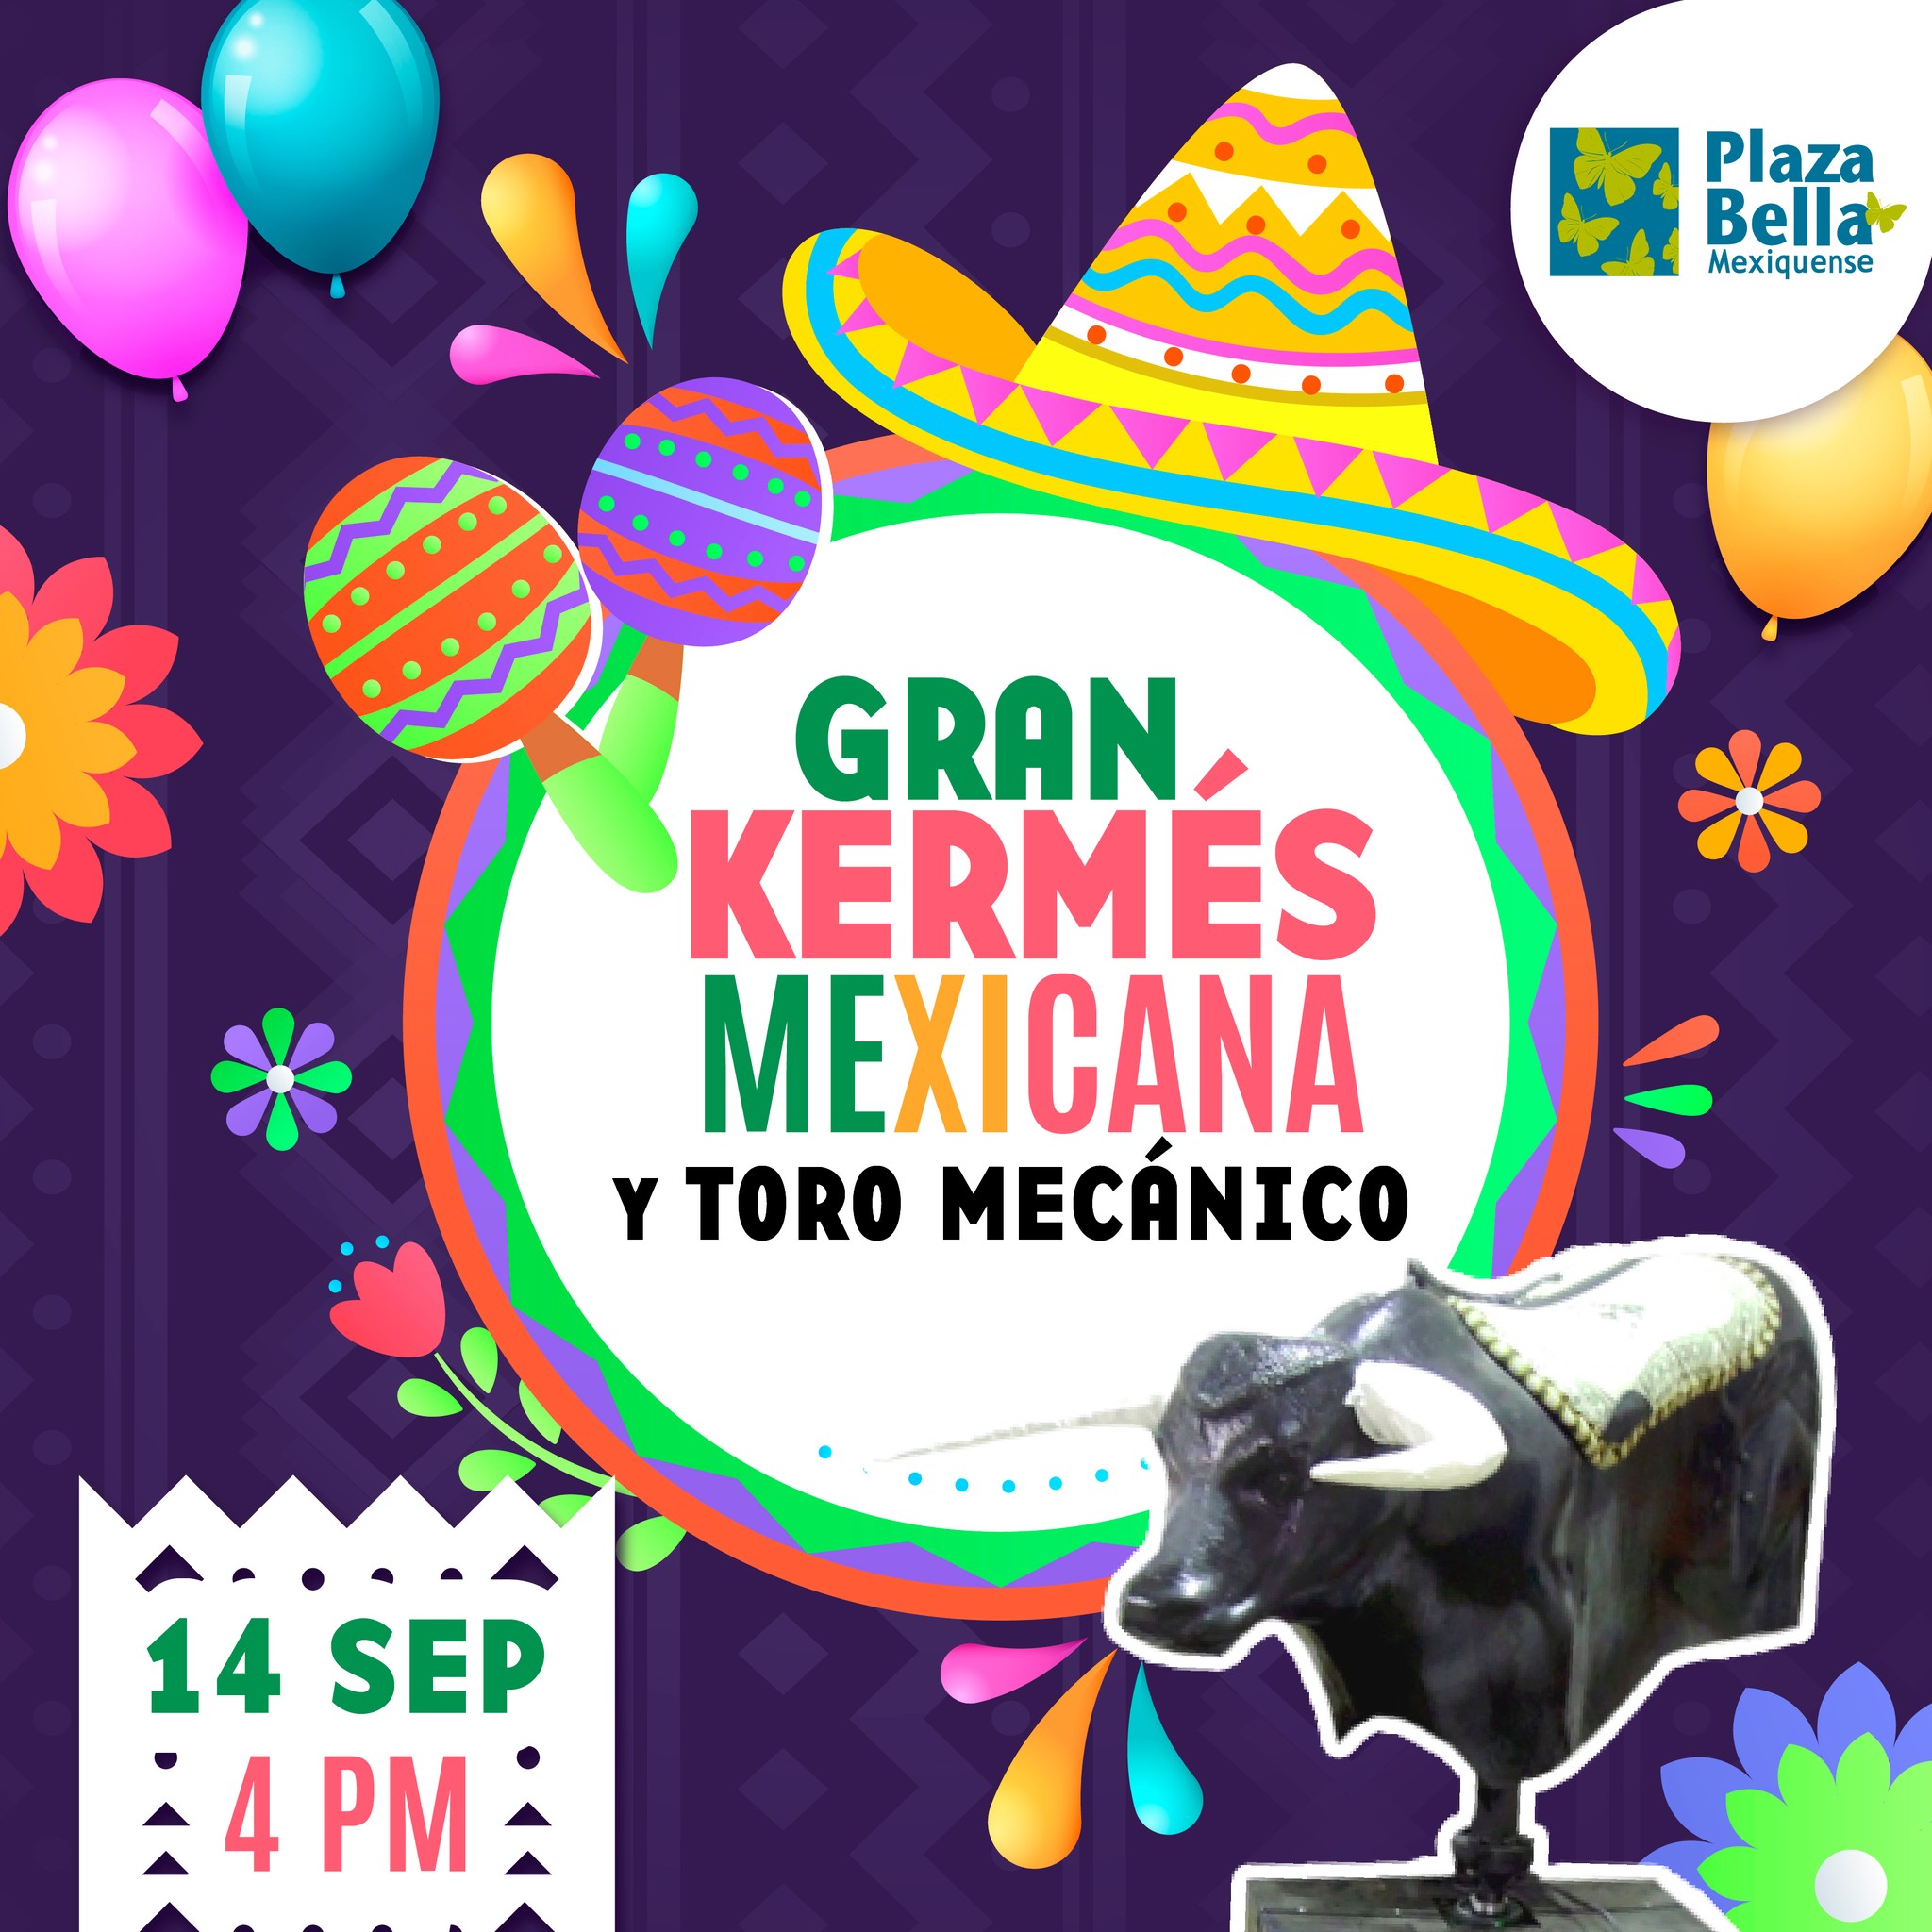 Plaza
Bella
Mexiquense
GRAN
KERMÉS
MEXICANA
Y TORO MECÁNICO
14 SEP
4 PM